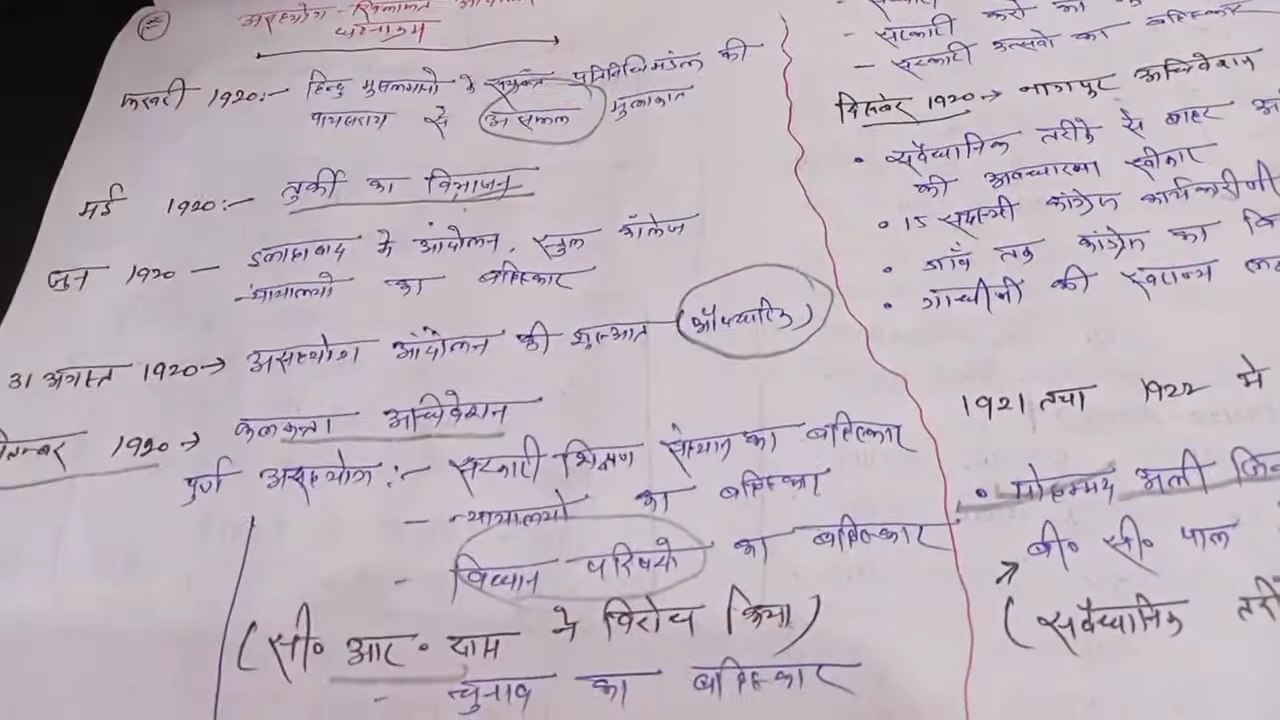 असहयोग - खिलाफत आंदोलन
घटनाक्रम
फरवरी 1920:- हिन्दु मुसलमानो के संयुक्त प्रतिनिधिमंडल की
वायसराय से असफल मुलाकात
मई 1920:- तुर्की का विभाजन
जुन 1920 - इलाहाबाद मे आंदोलन, स्कुल कॉलेज
न्यायालयो का बहिष्कार
31 अगस्त 1920→ असहयोग आंदोलन की शुरुआत (औपचारिक)
1920→ कलकत्ता अधिवेशन
पुर्ण असहयोग :- सरकारी शिक्षण संस्थान का बहिष्कार
- न्यायालयो का बहिष्कार
- विधान परिषदो का बहिष्कार
(सी० आर० दास ने विरोध किया)
- चुनाव का बहिष्कार
- सरकारी करो का
- सरकारी उत्सवो का बहिष्कार
दिसंबर 1920→ नागपुर अधिवेशन
• सवैधानिक तरीके से बाहर
की अवधारणा स्वीकार
• 15 सदस्यी कांग्रेस कार्यकारीणी
• गाँव तक कांग्रेस का
• गाँधीजी की स्वराज्य
1921 तथा 1922 मे
• मोहम्मद अली
बी० सी० पाल
(सवैधानिक